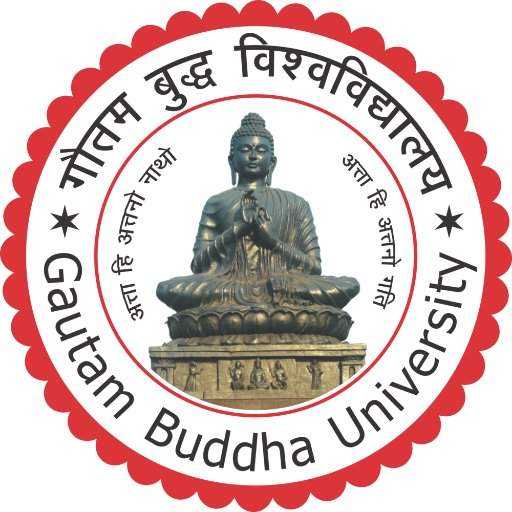 गौतम बुद्ध विश्वविद्यालय
अत्ता हि अत्तनो नाथो
अत्ता हि अत्तनो गति
Gautam Buddha University